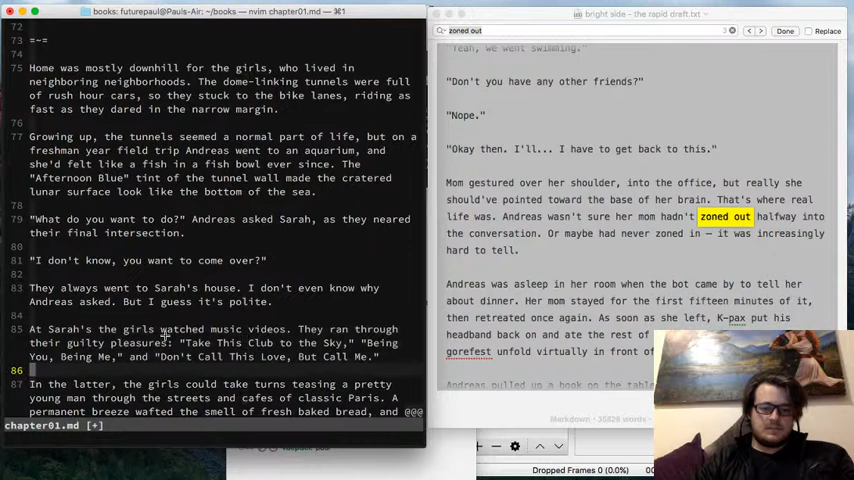 books: futurepaul@Pauls-Air: ~/books — nvim chapter01.md — ⌘1
72
73 =~=
74
75 Home was mostly downhill for the girls, who lived in
neighboring neighborhoods. The dome-linking tunnels were full
of rush hour cars, so they stuck to the bike lanes, riding as
fast as they dared in the narrow margin.
76
77 Growing up, the tunnels seemed a normal part of life, but on a
freshman year field trip Andreas went to an aquarium, and
she'd felt like a fish in a fish bowl ever since. The
"Afternoon Blue" tint of the tunnel wall made the cratered
lunar surface look like the bottom of the sea.
78
79 "What do you want to do?" Andreas asked Sarah, as they neared
their final intersection.
80
81 "I don't know, you want to come over?"
82
83 They always went to Sarah's house. I don't even know why
Andreas asked. But I guess it's polite.
84
85 At Sarah's the girls watched music videos. They ran through
their guilty pleasures: "Take This Club to the Sky," "Being
You, Being Me," and "Don't Call This Love, But Call Me."
86
87 In the latter, the girls could take turns teasing a pretty
young man through the streets and cafes of classic Paris. A
permanent breeze wafted the smell of fresh baked bread, and @@@
chapter01.md [+]
bright side — the rapid draft.txt
zoned out
3
Done
Replace
"Yeah, we went swimming."
"Don't you have any other friends?"
"Nope."
"Okay then. I'll... I have to get back to this."
Mom gestured over her shoulder, into the office, but really she
should've pointed toward the base of her brain. That's where real
life was. Andreas wasn't sure her mom hadn't zoned out halfway into
the conversation. Or maybe had never zoned in — it was increasingly
hard to tell.
Andreas was asleep in her room when the bot came by to tell her
about dinner. Her mom stayed for the first fifteen minutes of it,
then retreated once again. As soon as she left, K-pax put his
headband back on and ate the rest of
gorefest unfold virtually in front of
Andreas pulled up a book on the table
Markdown — 35828 words
Dropped Frames 0 (0.0%)